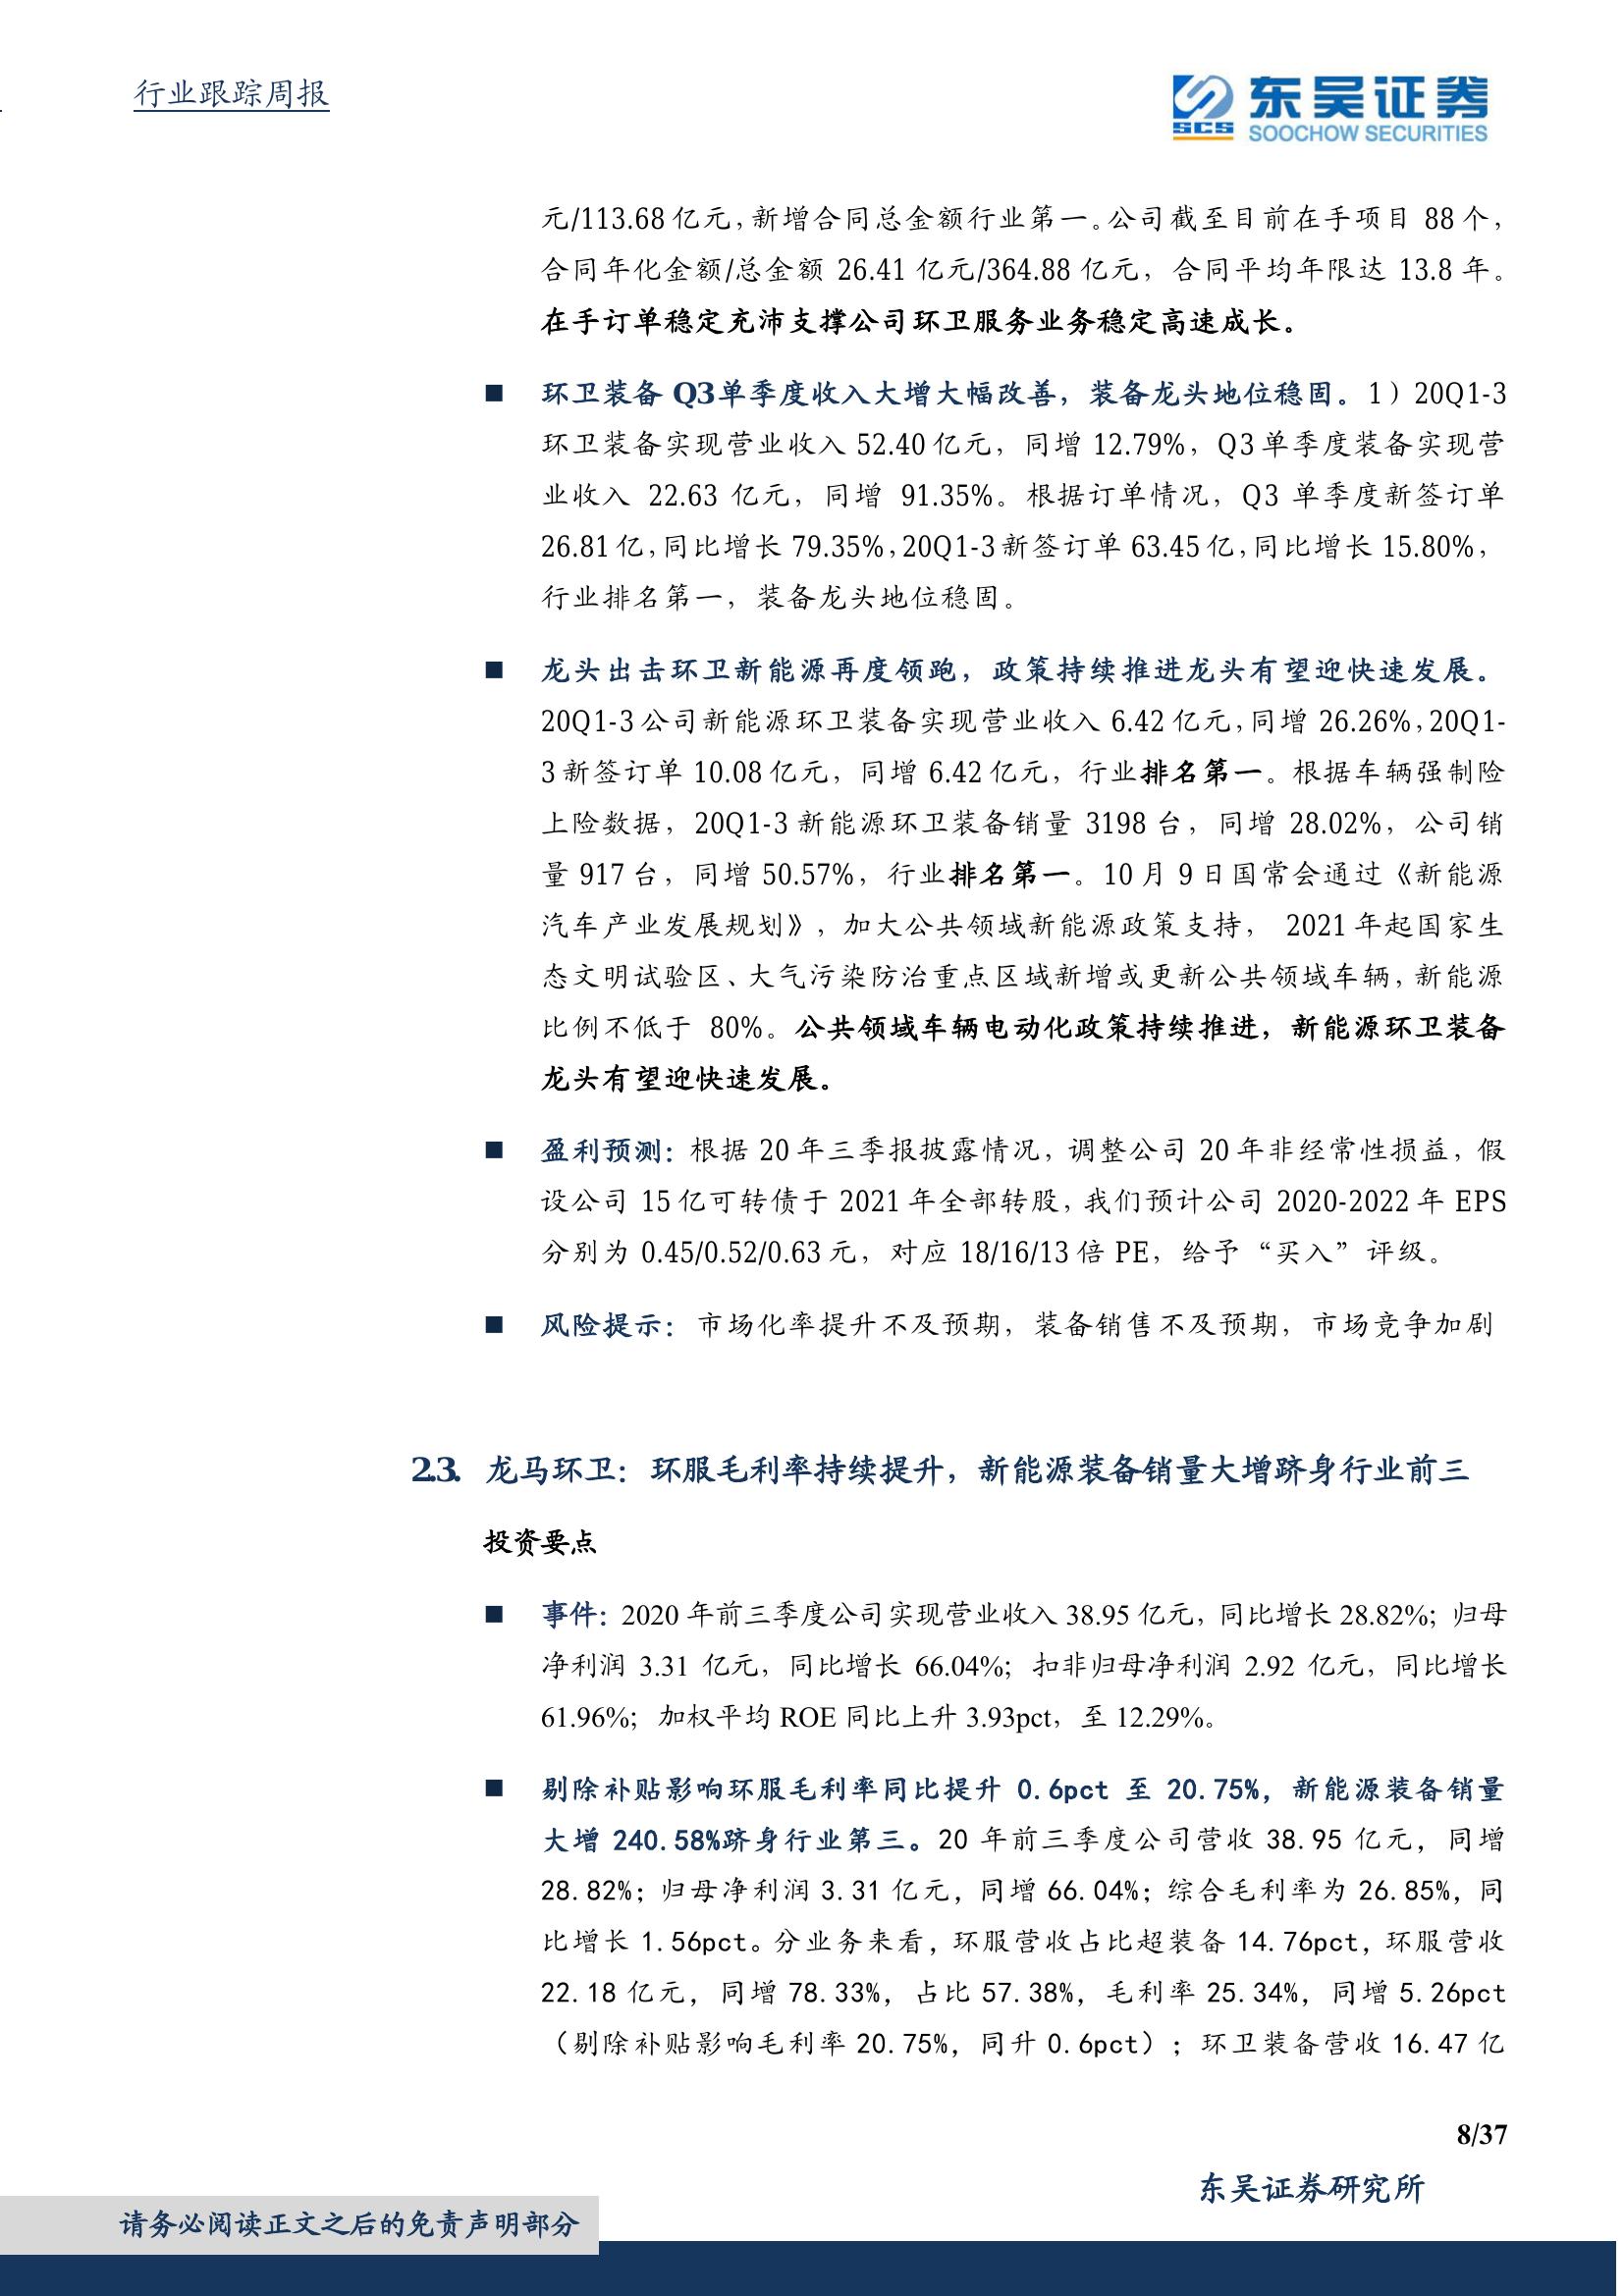 行业跟踪周报
东吴证券
SCS
SOOCHOW SECURITIES
元/113.68 亿元，新增合同总金额行业第一。公司截至目前在手项目 88 个，
合同年化金额/总金额 26.41 亿元/364.88 亿元，合同平均年限达 13.8 年。
在手订单稳定充沛支撑公司环卫服务业务稳定高速成长。
■ 环卫装备 Q3单季度收入大增大幅改善，装备龙头地位稳固。1）20Q1-3
环卫装备实现营业收入 52.40 亿元，同增 12.79%，Q3 单季度装备实现营
业收入 22.63 亿元，同增 91.35%。根据订单情况，Q3 单季度新签订单
26.81 亿，同比增长 79.35%，20Q1-3 新签订单 63.45 亿，同比增长 15.80%，
行业排名第一，装备龙头地位稳固。
■ 龙头出击环卫新能源再度领跑，政策持续推进龙头有望迎快速发展。
20Q1-3 公司新能源环卫装备实现营业收入 6.42 亿元，同增 26.26%，20Q1-
3 新签订单 10.08 亿元，同增 6.42 亿元，行业排名第一。根据车辆强制险
上险数据，20Q1-3 新能源环卫装备销量 3198 台，同增 28.02%，公司销
量 917 台，同增 50.57%，行业排名第一。10 月 9 日国常会通过《新能源
汽车产业发展规划》，加大公共领域新能源政策支持， 2021 年起国家生
态文明试验区、大气污染防治重点区域新增或更新公共领域车辆，新能源
比例不低于 80%。公共领域车辆电动化政策持续推进，新能源环卫装备
龙头有望迎快速发展。
■ 盈利预测：根据 20 年三季报披露情况，调整公司 20 年非经常性损益，假
设公司 15 亿可转债于 2021 年全部转股，我们预计公司 2020-2022 年 EPS
分别为 0.45/0.52/0.63 元，对应 18/16/13 倍 PE，给予“买入”评级。
■ 风险提示：市场化率提升不及预期，装备销售不及预期，市场竞争加剧
2.3. 龙马环卫：环服毛利率持续提升，新能源装备销量大增跻身行业前三
投资要点
■ 事件：2020 年前三季度公司实现营业收入 38.95 亿元，同比增长 28.82%；归母
净利润 3.31 亿元，同比增长 66.04%；扣非归母净利润 2.92 亿元，同比增长
61.96%；加权平均 ROE 同比上升 3.93pct，至 12.29%。
■ 剔除补贴影响环服毛利率同比提升 0.6pct 至 20.75%，新能源装备销量
大增 240.58%跻身行业第三。20 年前三季度公司营收 38.95 亿元，同增
28.82%；归母净利润 3.31 亿元，同增 66.04%；综合毛利率为 26.85%，同
比增长 1.56pct。分业务来看，环服营收占比超装备 14.76pct，环服营收
22.18 亿元，同增 78.33%，占比 57.38%，毛利率 25.34%，同增 5.26pct
（剔除补贴影响毛利率 20.75%，同升 0.6pct）；环卫装备营收 16.47 亿
8/37
东吴证券研究所
请务必阅读正文之后的免责声明部分